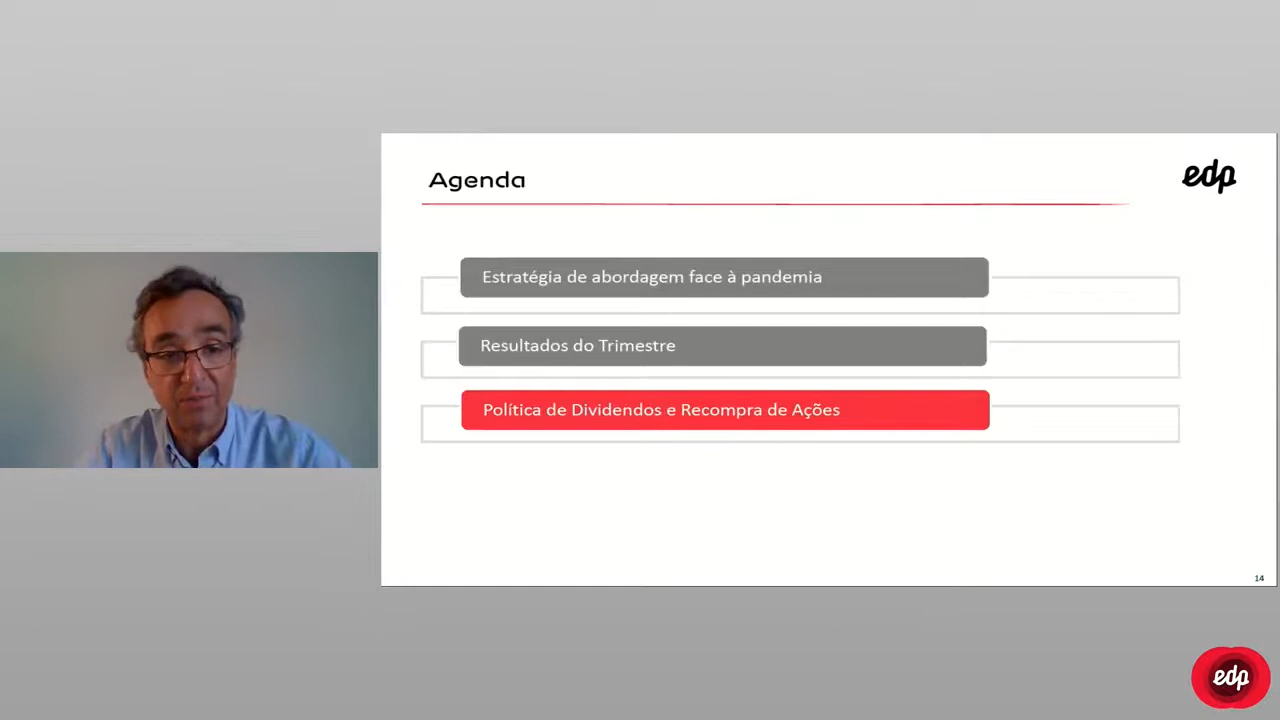 Agenda
edp
Estratégia de abordagem face à pandemia
Resultados do Trimestre
Política de Dividendos e Recompra de Ações
14
edp